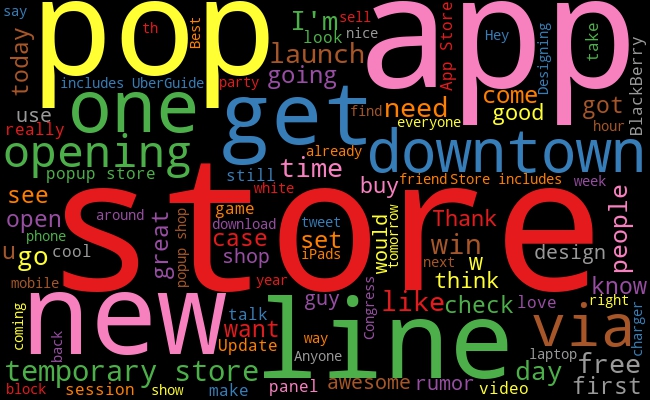 say
th
Best
I'm
sell
look
nice
App Store
Hey
Designing
take
today
pop
app
launch
BlackBerry
going
includes UberGuide
party
use
one
get
find
need
come
good
got
hour
really
everyone
opening
already
downtown
popup store
still
time
white
buy
friend
Store includes
week
see
open
around
popup shop
great
game
download
case
shop
tweet
set
iPads
store
would
tomorrow
Thank
win
people
u
go
phone
cool
design
next
w
think
know
mobile
year
coming
new
line
guy
Congress
like
check
love
right
via
charger
back
talk
want
Update
way
Anyone
laptop
free
temporary store
day
first
block
session
show
make
panel
awesome
rumor
video